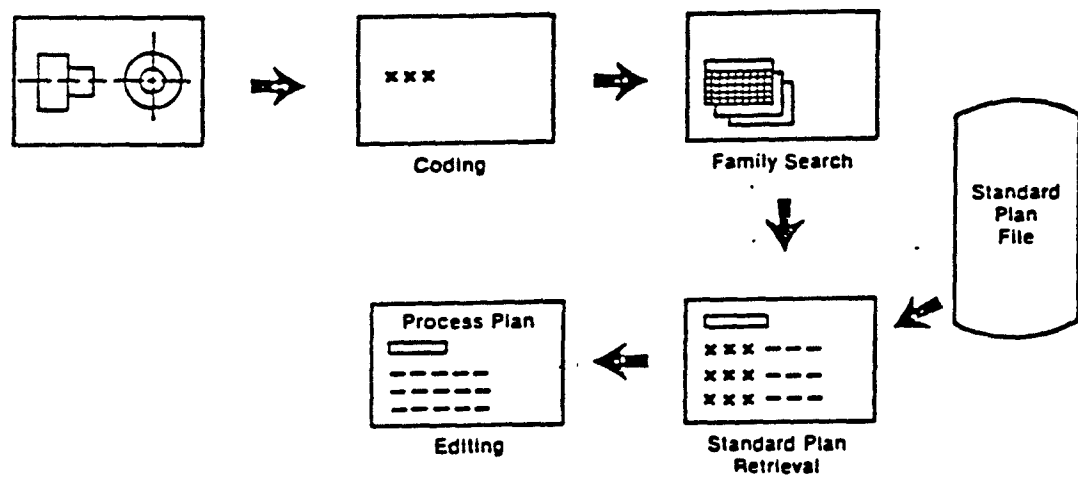 x x x
Coding
Family Search
Standard
Plan
File
Process Plan
Editing
x x x - - -
x x x - - -
x x x - - -
Standard Plan
Retrieval